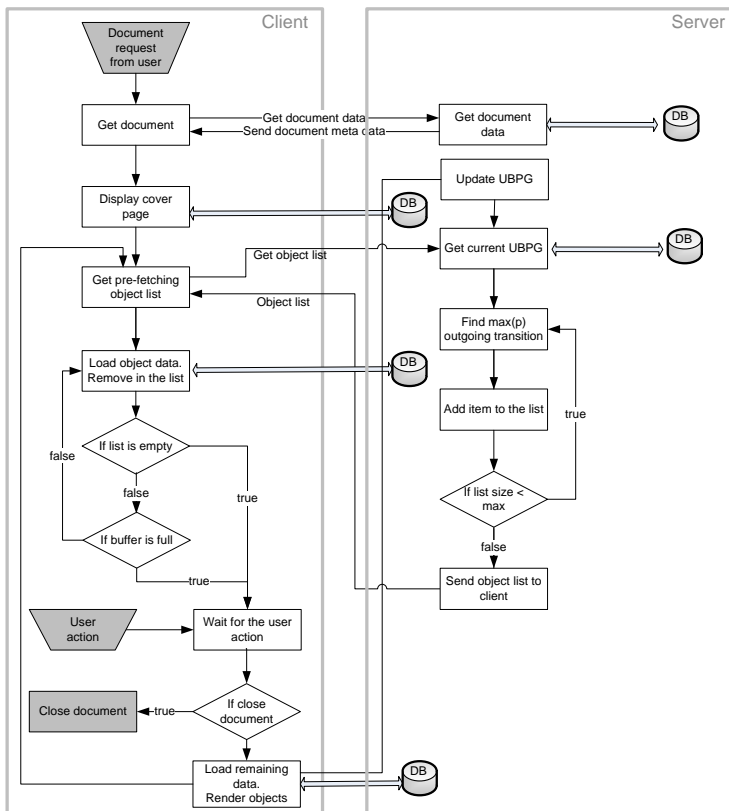 Client
Server
Document
request
from user
Get document
Get document data
Send document meta data
Get document
data
DB
Display cover
page
DB
Update UBPG
Get current UBPG
DB
Get object list
Get pre-fetching
object list
Object list
Find max(p)
outgoing transition
Load object data.
Remove in the list
DB
Add item to the list
true
If list is empty
false
false
true
If list size <
max
If buffer is full
false
true
Send object list to
client
User
action
Wait for the user
action
If close
document
true
Close document
Load remaining
data.
Render objects
DB